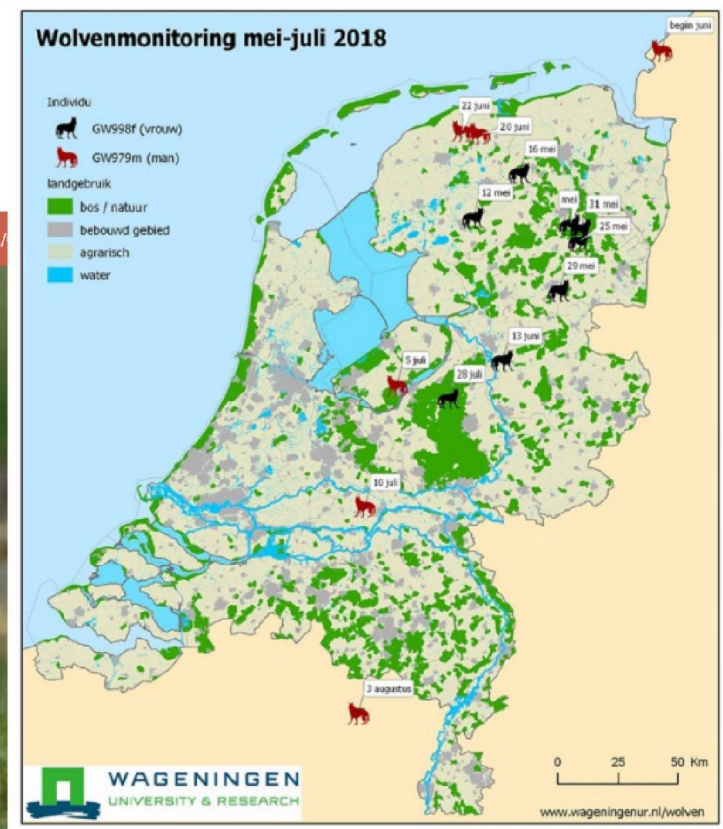 Wolvenmonitoring mei-juli 2018
begin juni
Individu
GW998f (vrouw)
GW979m (man)
landgebruik
bos / natuur
bebouwd gebied
agrarisch
water
22 juni
20 juni
16 mei
12 mei
mei
31 mei
25 mei
29 mei
13 juni
5 juli
28 juli
10 juli
3 augustus
WAGENINGEN
UNIVERSITY & RESEARCH
0 25 50 Km
www.wageningenur.nl/wolven